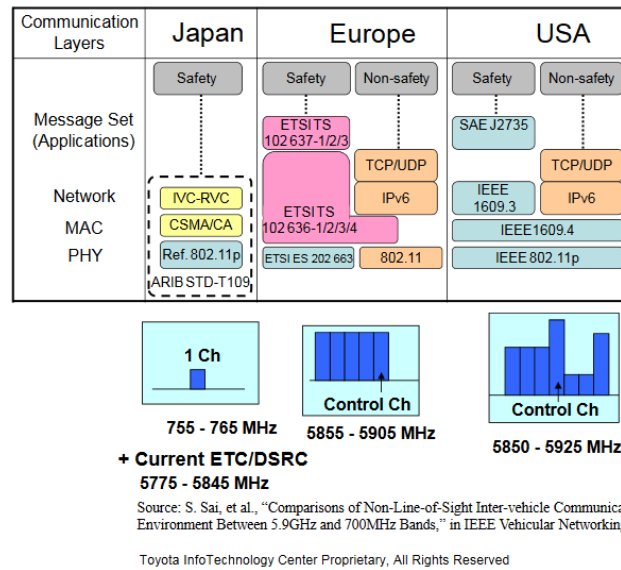 Communication Layers
Japan
Europe
USA
Safety
Safety
Non-safety
Safety
Non-safety
Message Set
(Applications)
ETSI TS
102 637-1/2/3
SAE J2735
TCP/UDP
TCP/UDP
Network
IVC-RVC
IPv6
IEEE
1609.3
IPv6
MAC
CSMA/CA
ETSI TS
102 636-1/2/3/4
IEEE1609.4
PHY
Ref. 802.11p
ETSI ES 202 663
802.11
IEEE 802.11p
ARIB STD-T109
1 Ch
Control Ch
Control Ch
755 - 765 MHz
5855 - 5905 MHz
5850 - 5925 MHz
+ Current ETC/DSRC
5775 - 5845 MHz
Source: S. Sai, et al., “Comparisons of Non-Line-of-Sight Inter-vehicle Communica
Environment Between 5.9GHz and 700MHz Bands,” in IEEE Vehicular Networking
Toyota InfoTechnology Center Proprietary, All Rights Reserved